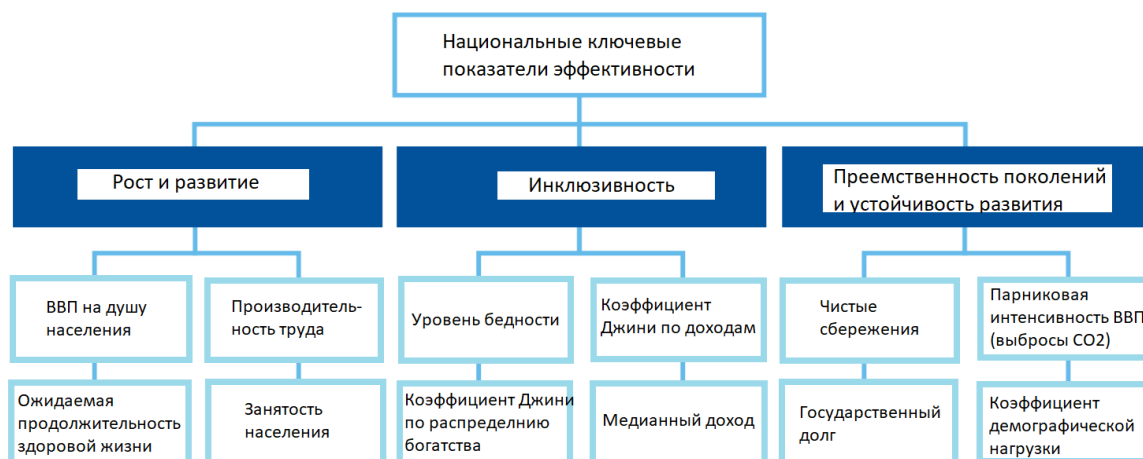 Национальные ключевые
показатели эффективности
Рост и развитие
Инклюзивность
Преемственность поколений
и устойчивость развития
ВВП на душу
населения
Производитель-
ность труда
Уровень бедности
Коэффициент
Джини по доходам
Чистые
сбережения
Парниковая
интенсивность ВВП
(выбросы СО2)
Ожидаемая
продолжительность
здоровой жизни
Занятость
населения
Коэффициент Джини
по распределнию
богатства
Медианный доход
Государственный
долг
Коэффициент
демографической
нагрузки